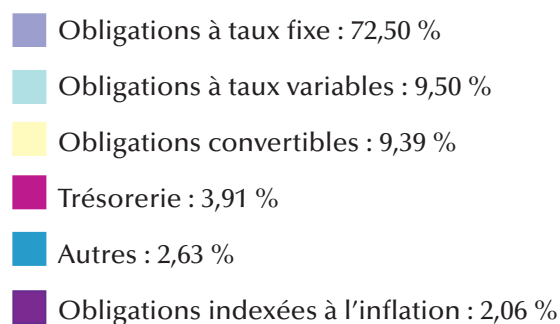 Obligations à taux fixe : 72,50 %
Obligations à taux variables : 9,50 %
Obligations convertibles : 9,39 %
Trésorerie : 3,91 %
Autres : 2,63 %
Obligations indexées à l’inflation : 2,06 %